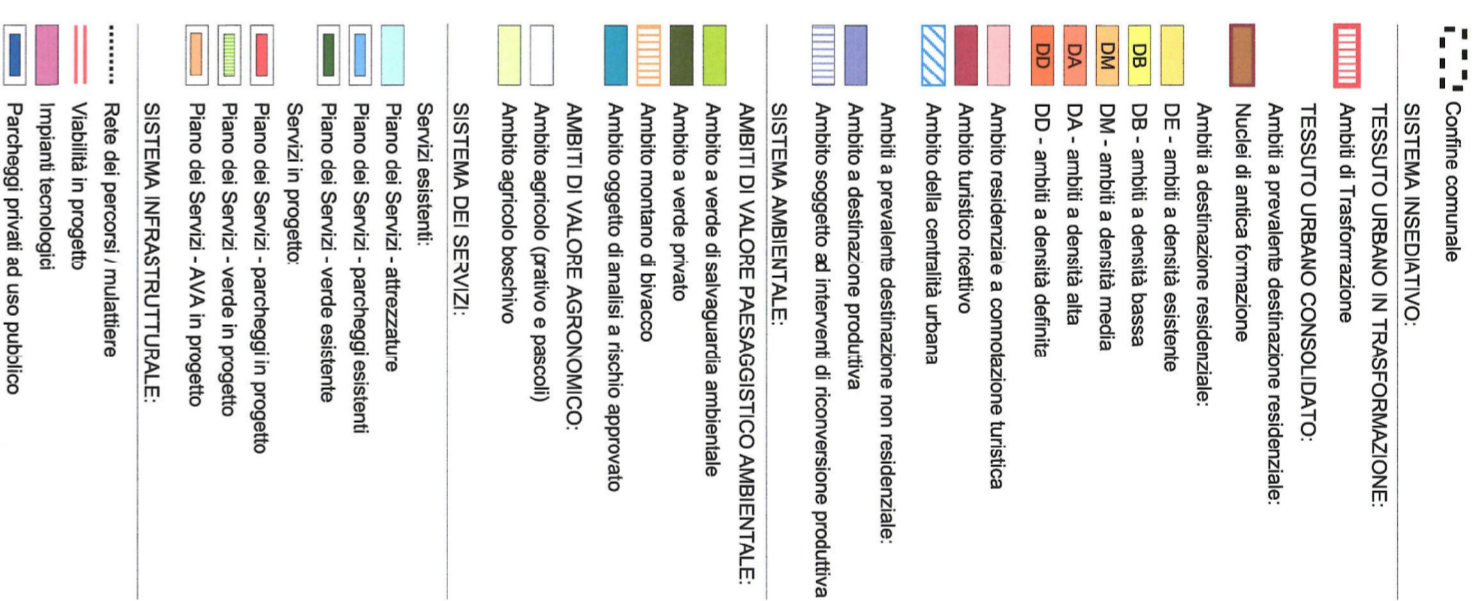 Confine comunale
SISTEMA INSEDIATIVO:
TESSUTO URBANO IN TRASFORMAZIONE:
Ambiti di Trasformazione
TESSUTO URBANO CONSOLIDATO:
Ambiti a prevalente destinazione residenziale:
Nuclei di antica formazione
Ambiti a destinazione residenziale:
DE - ambiti a densità esistente
DB DB - ambiti a densità bassa
DM DM - ambiti a densità media
DA DA - ambiti a densità alta
DD DD - ambiti a densità definita
Ambito residenziale a connotazione turistica
Ambito turistico ricettivo
Ambito della centralità urbana
Ambiti a prevalente destinazione non residenziale:
Ambito a destinazione produttiva
Ambito soggetto ad interventi di riconversione produttiva
SISTEMA AMBIENTALE:
AMBITI DI VALORE PAESAGGISTICO AMBIENTALE:
Ambito a verde di salvaguardia ambientale
Ambito a verde privato
Ambito montano di bivacco
Ambito oggetto di analisi a rischio approvato
AMBITI DI VALORE AGRONOMICO:
Ambito agricolo (prativo e pascoli)
Ambito agricolo boschivo
SISTEMA DEI SERVIZI:
Servizi esistenti:
Piano dei Servizi - attrezzature
Piano dei Servizi - parcheggi esistenti
Piano dei Servizi - verde esistente
Servizi in progetto:
Piano dei Servizi - parcheggi in progetto
Piano dei Servizi - verde in progetto
Piano dei Servizi - AVA in progetto
SISTEMA INFRASTRUTTURALE:
Rete dei percorsi / mulattiere
Viabilità in progetto
Impianti tecnologici
Parcheggi privati ad uso pubblico